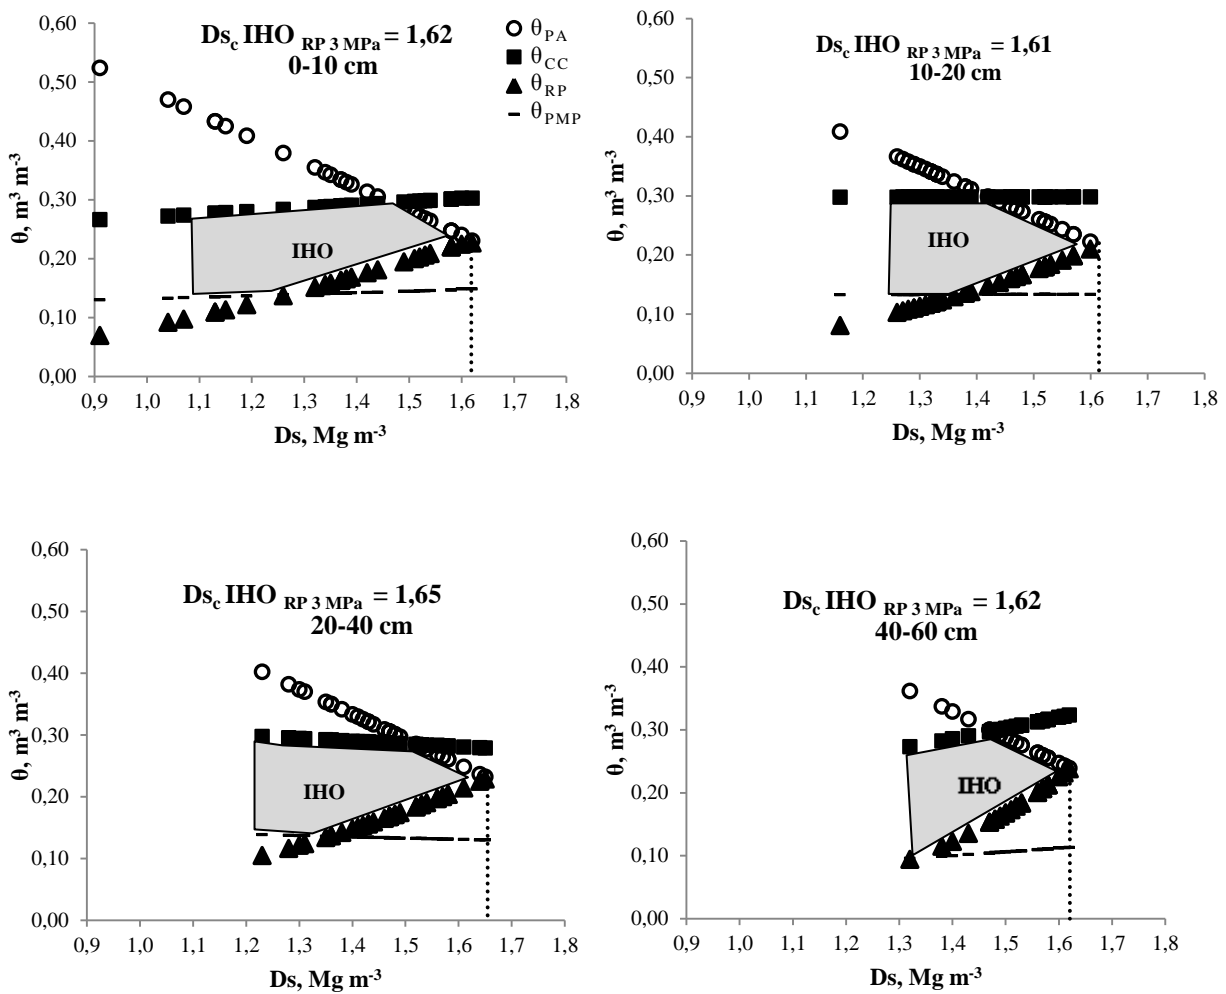 Ds_c IHO _RP 3 MPa = 1,62
0-10 cm
θ_PA
θ_CC
θ_RP
θ_PMP
0,60
0,50
0,40
0,30
0,20
0,10
0,00
θ, m³ m⁻³
IHO
0,9 1,0 1,1 1,2 1,3 1,4 1,5 1,6 1,7 1,8
Ds, Mg m⁻³
Ds_c IHO _RP 3 MPa = 1,61
10-20 cm
0,60
0,50
0,40
0,30
0,20
0,10
0,00
θ, m³ m⁻³
IHO
0,9 1,0 1,1 1,2 1,3 1,4 1,5 1,6 1,7 1,8
Ds, Mg m⁻³
Ds_c IHO _RP 3 MPa = 1,65
20-40 cm
0,60
0,50
0,40
0,30
0,20
0,10
0,00
θ, m³ m⁻³
IHO
0,9 1,0 1,1 1,2 1,3 1,4 1,5 1,6 1,7 1,8
Ds, Mg m⁻³
Ds_c IHO _RP 3 MPa = 1,62
40-60 cm
0,60
0,50
0,40
0,30
0,20
0,10
0,00
θ, m³ m⁻³
IHO
0,9 1,0 1,1 1,2 1,3 1,4 1,5 1,6 1,7 1,8
Ds, Mg m⁻³